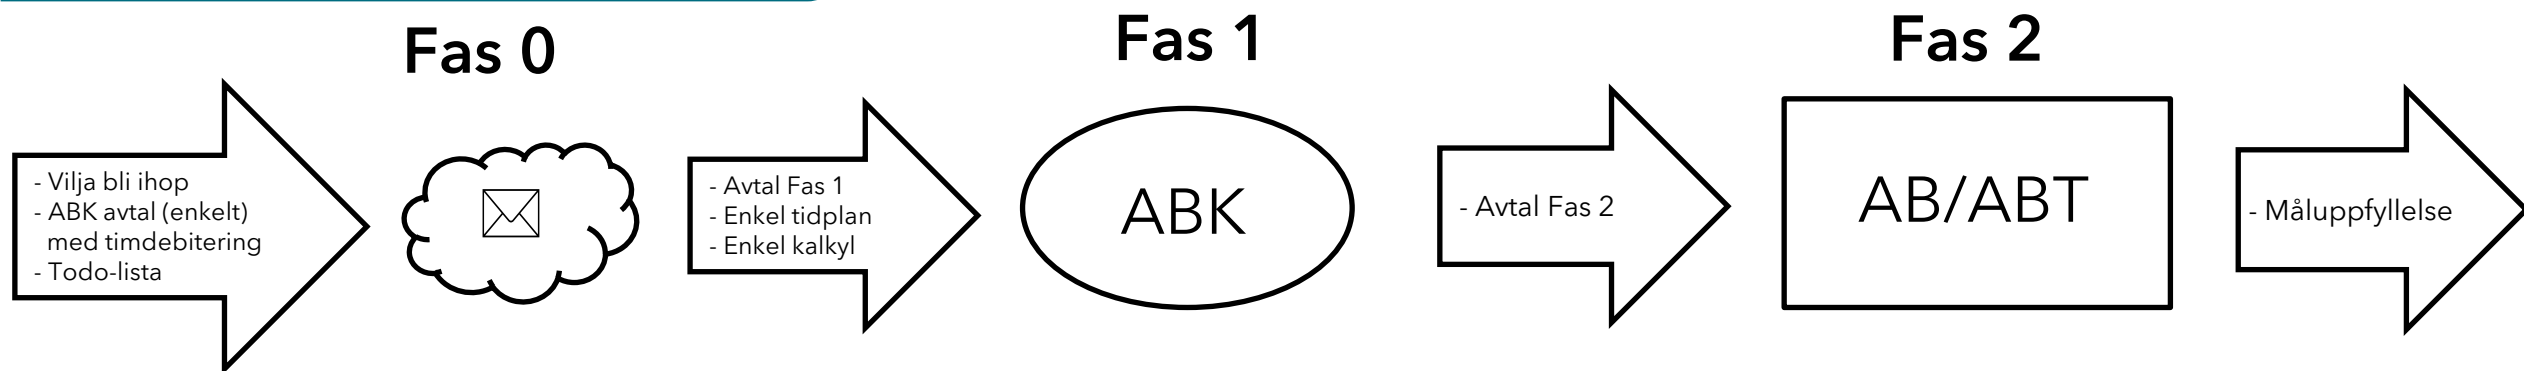 Fas 0
Fas 1
Fas 2
- Vilja bli ihop
- ABK avtal (enkelt)
med timdebitering
- Todo-lista
- Avtal Fas 1
- Enkel tidplan
- Enkel kalkyl
ABK
- Avtal Fas 2
AB/ABT
- Måluppfyllelse